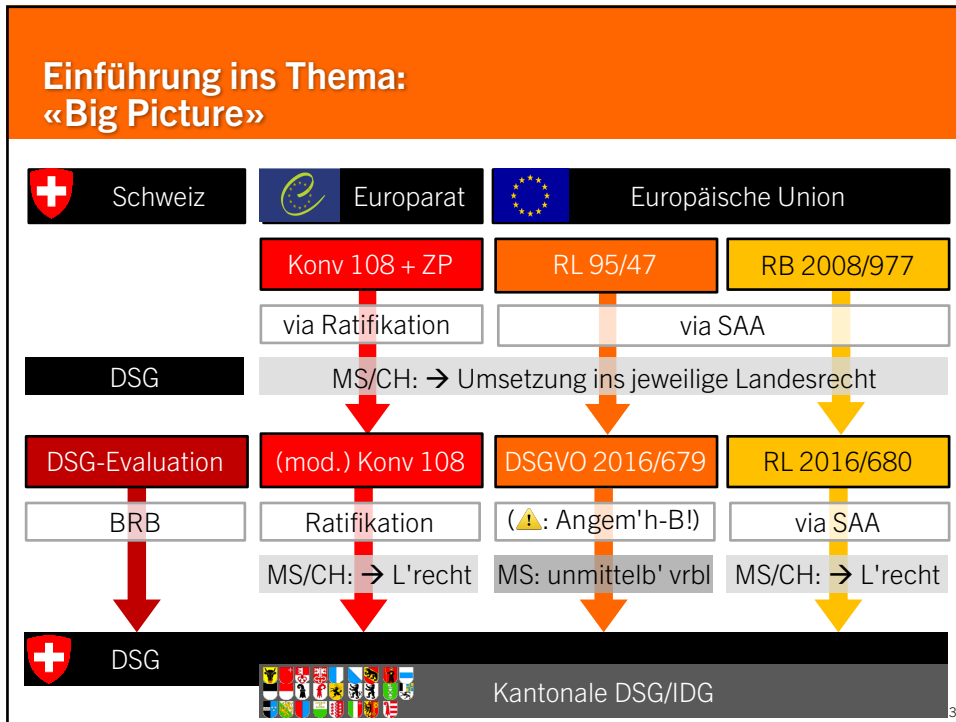 Einführung ins Thema:
«Big Picture»
Schweiz
Europarat
Europäische Union
Konv 108 + ZP
RL 95/47
RB 2008/977
via Ratifikation
via SAA
DSG
MS/CH: → Umsetzung ins jeweilige Landesrecht
DSG-Evaluation
(mod.) Konv 108
DSGVO 2016/679
RL 2016/680
BRB
Ratifikation
(⚠: Angem'h-B!)
via SAA
MS/CH: → L'recht
MS: unmittelb' vrbl
MS/CH: → L'recht
DSG
Kantonale DSG/IDG
3